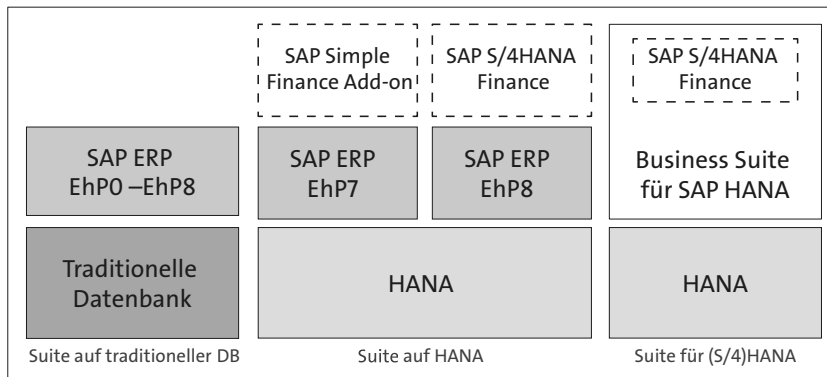 SAP Simple
Finance Add-on
SAP S/4HANA
Finance
SAP S/4HANA
Finance
SAP ERP
EhP0 –EhP8
SAP ERP
EhP7
SAP ERP
EhP8
Business Suite
für SAP HANA
Traditionelle
Datenbank
HANA
HANA
Suite auf traditioneller DB
Suite auf HANA
Suite für (S/4)HANA